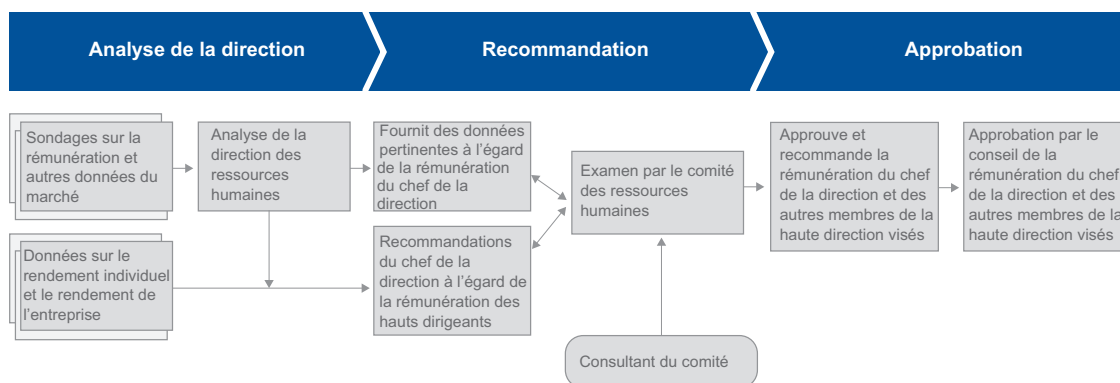 Analyse de la direction
Recommandation
Approbation
Sondages sur la
rémunération et
autres données du
marché
Analyse de la
direction des
ressources
humaines
Fournit des données
pertinentes à l’égard
de la rémunération
du chef de la
direction
Examen par le comité
des ressources
humaines
Approuve et
recommande la
rémunération du chef
de la direction et des
autres membres de la
haute direction visés
Approbation par le
conseil de la
rémunération du chef
de la direction et des
autres membres de la
haute direction visés
Données sur le
rendement individuel
et le rendement de
l’entreprise
Recommandations
du chef de la
direction à l’égard de
la rémunération des
hauts dirigeants
Consultant du comité